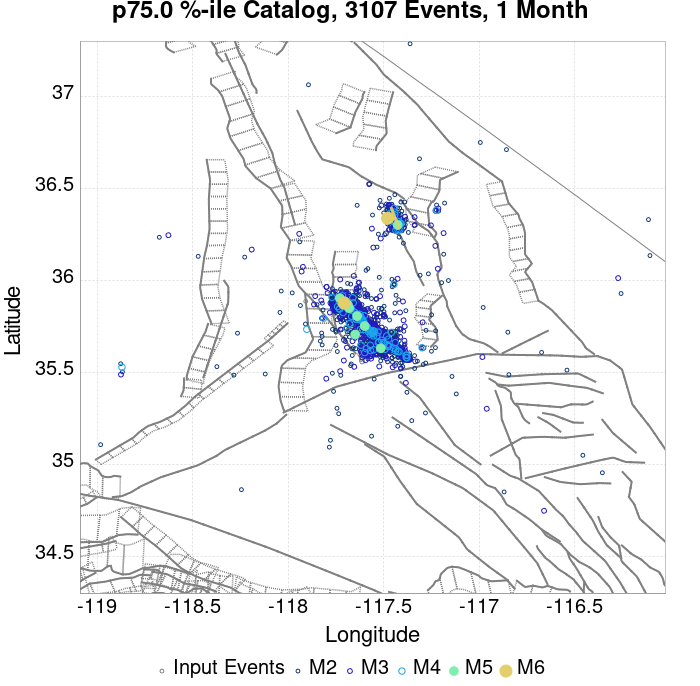 p75.0 %-ile Catalog, 3107 Events, 1 Month
37
36.5
36
35.5
35
34.5
Latitude
-119 -118.5 -118 -117.5 -117 -116.5
Longitude
Input Events M2 M3 M4 M5 M6